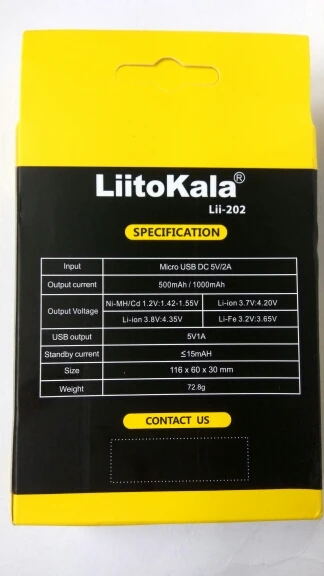 LiitoKala®
Lii-202
SPECIFICATION
Input Micro USB DC 5V/2A
Output current 500mAh / 1000mAh
Output Voltage Ni-MH/Cd 1.2V:1.42-1.55V Li-ion 3.7V:4.20V
Li-ion 3.8V:4.35V Li-Fe 3.2V:3.65V
USB output 5V1A
Standby current ≤15mAH
Size 116 x 60 x 30 mm
Weight 72.8g
CONTACT US